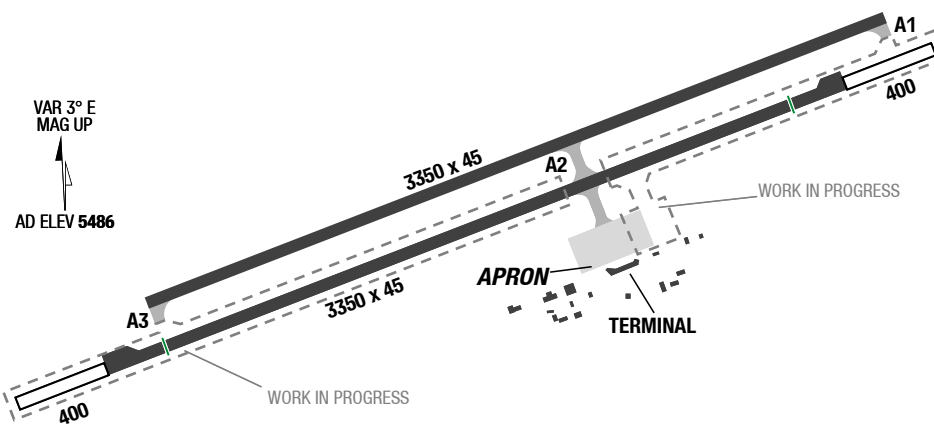 A1
400
VAR 3° E
MAG UP
3350 x 45
A2
WORK IN PROGRESS
AD ELEV 5486
APRON
3350 x 45
A3
TERMINAL
WORK IN PROGRESS
400